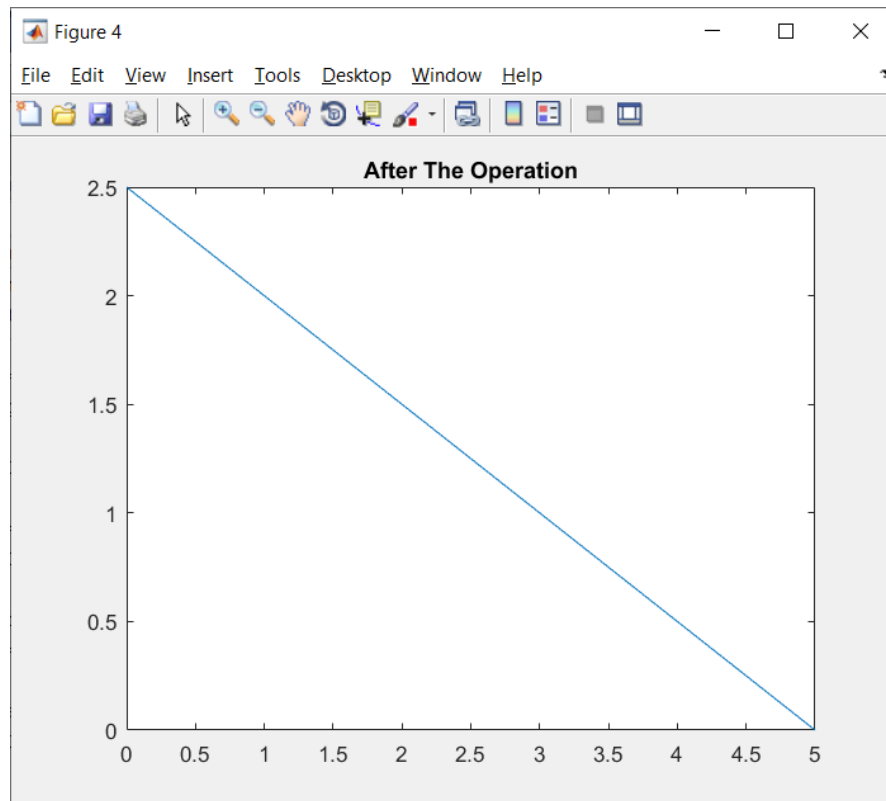 Figure 4
File Edit View Insert Tools Desktop Window Help
After The Operation
2.5
2
1.5
1
0.5
0
0 0.5 1 1.5 2 2.5 3 3.5 4 4.5 5